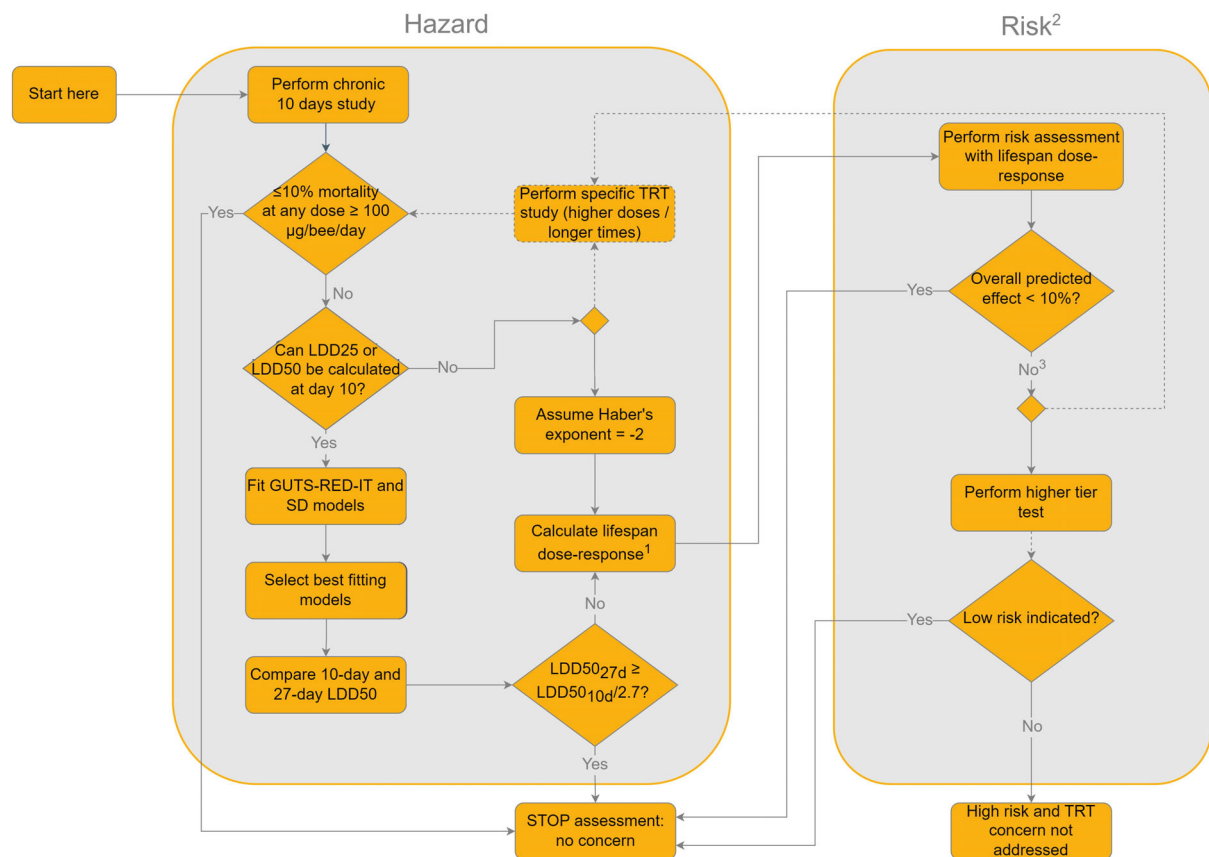 Hazard
Risk²
Start here
Perform chronic
10 days study
≤10% mortality
at any dose ≥ 100
µg/bee/day
Yes
No
Can LDD25 or
LDD50 be calculated
at day 10?
No
Yes
Fit GUTS-RED-IT and
SD models
Select best fitting
models
Compare 10-day and
27-day LDD50
Perform specific TRT
study (higher doses /
longer times)
Assume Haber's
exponent = -2
Calculate lifespan
dose-response¹
No
LDD50₂₇d ≥
LDD50₁₀d/2.7?
Yes
STOP assessment:
no concern
Perform risk assessment
with lifespan dose-
response
Overall predicted
effect < 10%?
Yes
No³
Perform higher tier
test
Low risk indicated?
Yes
No
High risk and TRT
concern not
addressed